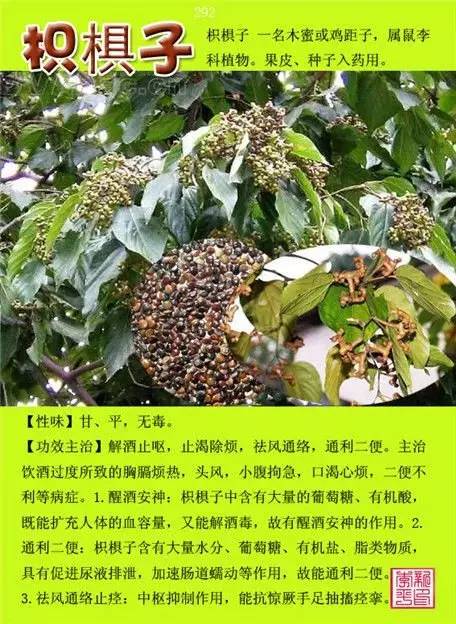 292
枳椇子
枳椇子 一名木蜜或鸡距子，属鼠李
科植物。果皮、种子入药用。
【性味】甘、平，无毒。
【功效主治】解酒止呕，止渴除烦，祛风通络，通利二便。主治
饮酒过度所致的胸膈烦热，头风，小腹拘急，口渴心烦，二便不
利等病症。1.醒酒安神：枳椇子中含有大量的葡萄糖、有机酸，
既能扩充人体的血容量，又能解酒毒，故有醒酒安神的作用。2.
通利二便：枳椇子含有大量水分、葡萄糖、有机盐、脂类物质，
具有促进尿液排泄，加速肠道蠕动等作用，故能通利二便。
3.祛风通络止痉：中枢抑制作用，能抗惊厥手足抽搐痉挛。